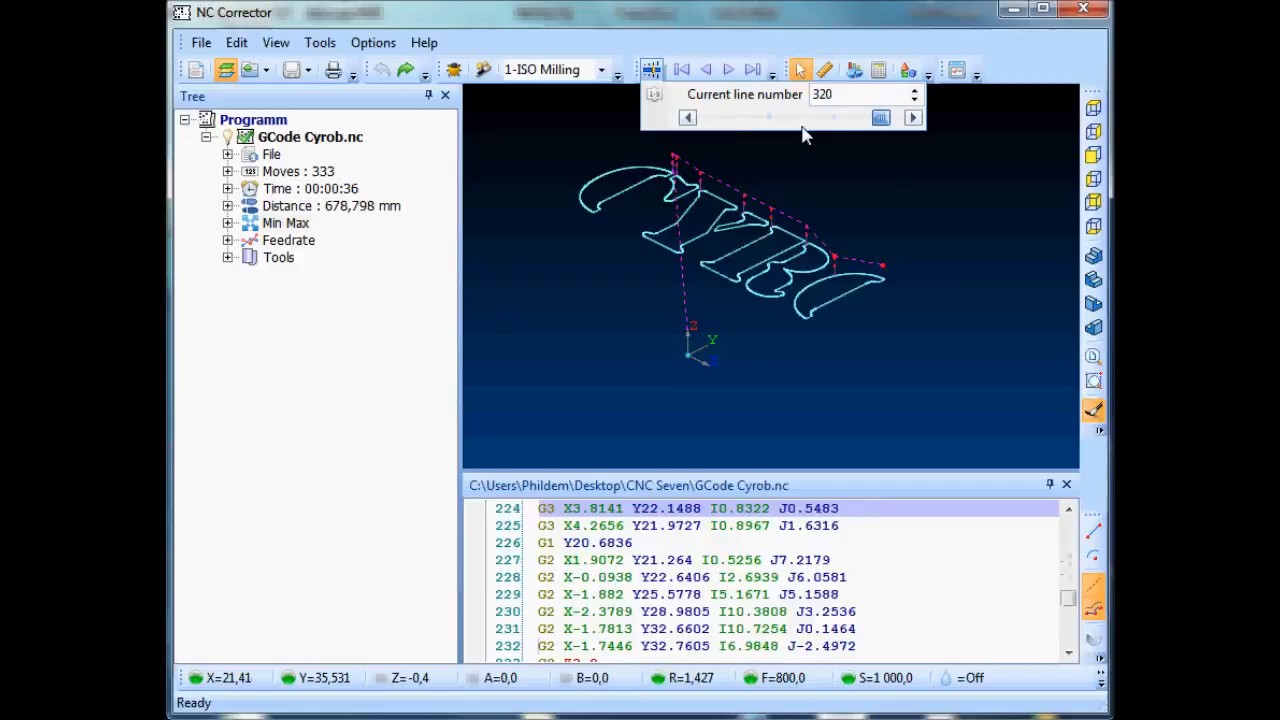 NC Corrector
File Edit View Tools Options Help
1-ISO Milling
Tree
Current line number 320
Programm
GCode Cyrob.nc
File
Moves : 333
Time : 00:00:36
Distance : 678,798 mm
Min Max
Feedrate
Tools
Z
Y
C:\Users\Phildem\Desktop\CNC Seven\GCode Cyrob.nc
224 G3 X3.8141 Y22.1488 I0.8322 J0.5483
225 G3 X4.2656 Y21.9727 I0.8967 J1.6316
226 G1 Y20.6836
227 G2 X1.9072 Y21.264 I0.5256 J7.2179
228 G2 X-0.0938 Y22.6406 I2.6939 J6.0581
229 G2 X-1.882 Y25.5778 I5.1671 J5.1588
230 G2 X-2.3789 Y28.9805 I10.3808 J3.2536
231 G2 X-1.7813 Y32.6602 I10.7254 J0.1464
232 G2 X-1.7446 Y32.7605 I6.9848 J-2.4972
X=21,41 Y=35,531 Z=-0,4 A=0,0 B=0,0 R=1,427 F=800,0 S=1 000,0 =Off
Ready